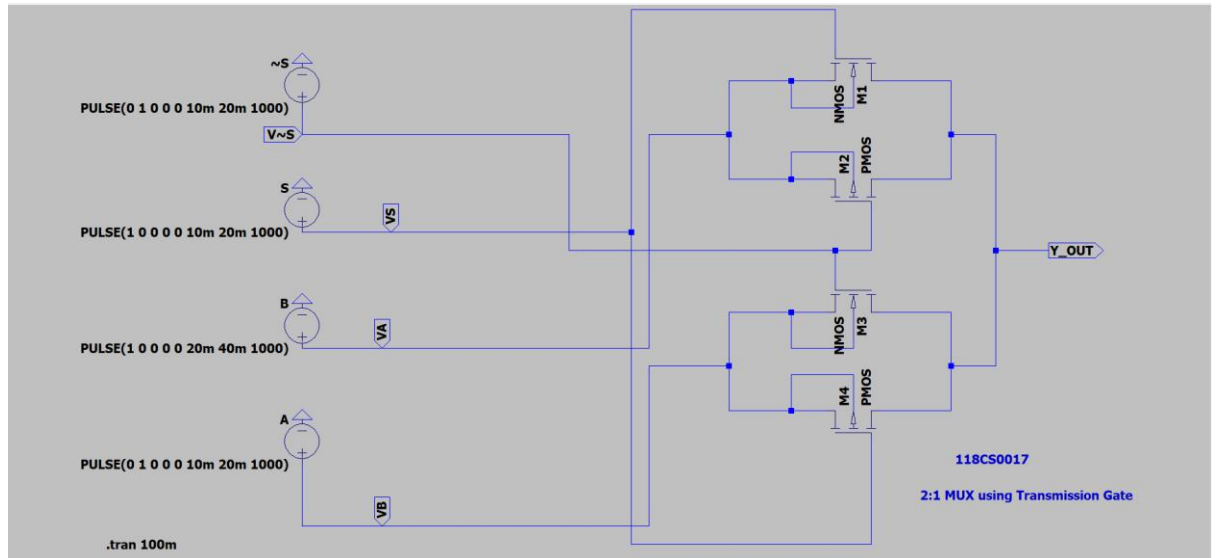 ~S
PULSE(0 1 0 0 0 10m 20m 1000)
V~S
S
PULSE(1 0 0 0 0 10m 20m 1000)
VS
B
PULSE(1 0 0 0 0 20m 40m 1000)
VA
A
PULSE(0 1 0 0 0 10m 20m 1000)
VB
.tran 100m
NMOS
M1
M2
PMOS
Y_OUT
NMOS
M3
M4
PMOS
118CS0017
2:1 MUX using Transmission Gate